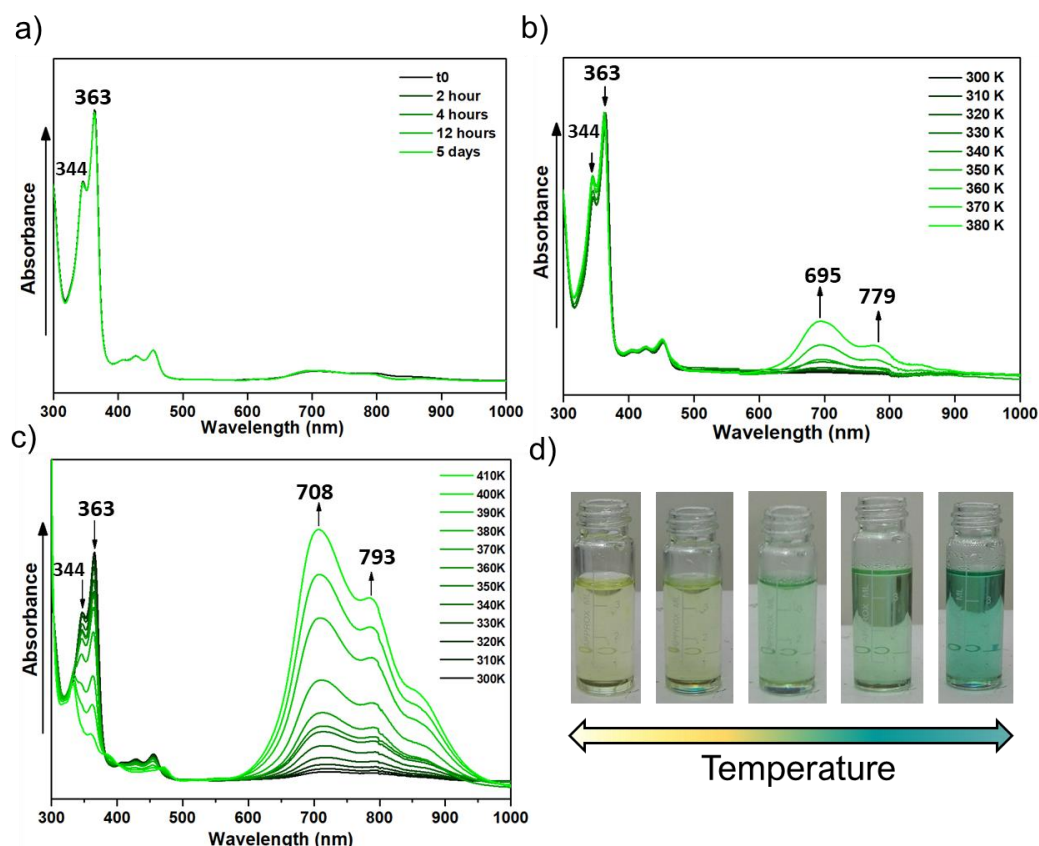 a)
t0
2 hour
4 hours
12 hours
5 days
363
344
Absorbance
300 400 500 600 700 800 900 1000
Wavelength (nm)
b)
300 K
310 K
320 K
330 K
340 K
350 K
360 K
370 K
380 K
363
344
695
779
Absorbance
300 400 500 600 700 800 900 1000
Wavelength (nm)
c)
410K
400K
390K
380K
370K
360K
350K
340K
330K
320K
310K
300K
708
363
793
344
Absorbance
300 400 500 600 700 800 900 1000
Wavelength (nm)
d)
Temperature